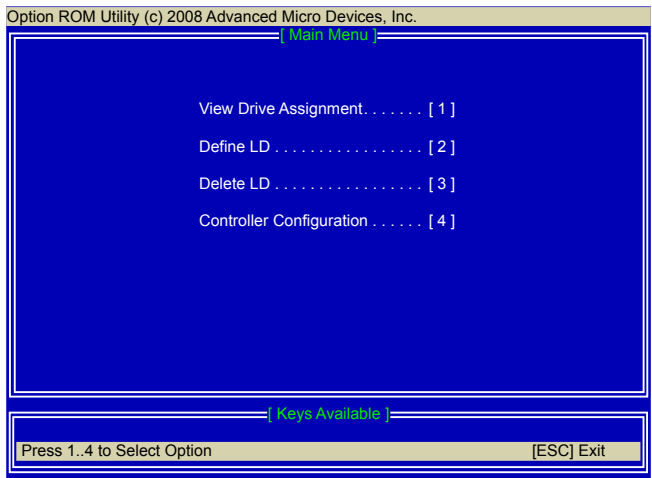 Option ROM Utility (c) 2008 Advanced Micro Devices, Inc.
[ Main Menu ]
View Drive Assignment. . . . . . . [ 1 ]
Define LD . . . . . . . . . . . . . . . . . [ 2 ]
Delete LD . . . . . . . . . . . . . . . . . [ 3 ]
Controller Configuration . . . . . . [ 4 ]
[ Keys Available ]
Press 1..4 to Select Option [ESC] Exit